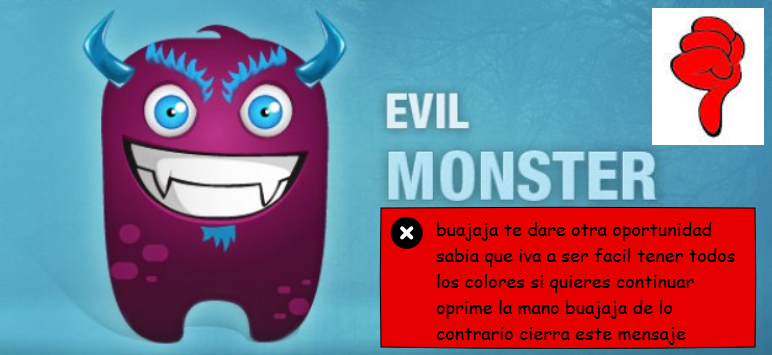 EVIL
MONSTER
buajaja te dare otra oportunidad
sabia que iva a ser facil tener todos
los colores si quieres continuar
oprime la mano buajaja de lo
contrario cierra este mensaje